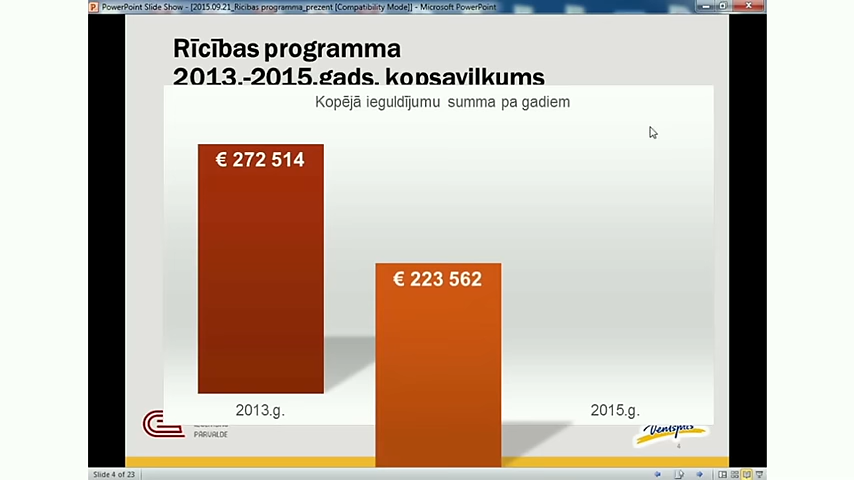 PowerPoint Slide Show - [2015.09.21_Ricibas programma_prezent [Compatibility Mode]] - Microsoft PowerPoint
Rīcības programma
2013.-2015.gads. kopsavilkums
Kopējā ieguldījumu summa pa gadiem
€ 272 514
€ 223 562
2013.g.
2015.g.
PĀRVALDE
Ventspils
Slide 4 of 23